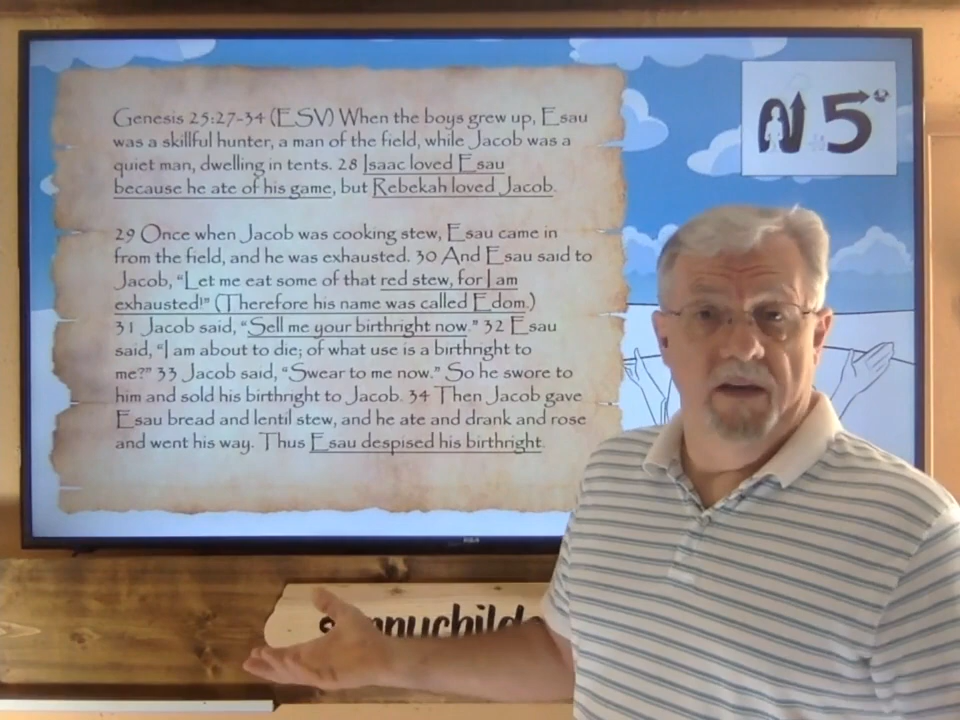 Genesis 25:27-34 (ESV) When the boys grew up, Esau
was a skillful hunter, a man of the field, while Jacob was a
quiet man, dwelling in tents. 28 Isaac loved Esau
because he ate of his game, but Rebekah loved Jacob.
29 Once when Jacob was cooking stew, Esau came in
from the field, and he was exhausted. 30 And Esau said to
Jacob, “Let me eat some of that red stew, for I am
exhausted!” (Therefore his name was called Edom.)
31 Jacob said, “Sell me your birthright now.” 32 Esau
said, “I am about to die; of what use is a birthright to
me?” 33 Jacob said, “Swear to me now.” So he swore to
him and sold his birthright to Jacob. 34 Then Jacob gave
Esau bread and lentil stew, and he ate and drank and rose
and went his way. Thus Esau despised his birthright.
5
RCA